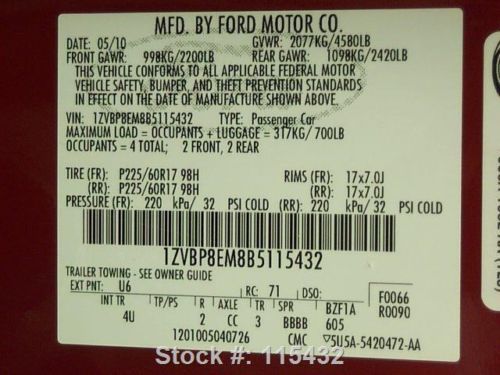 MFD. BY FORD MOTOR CO.
DATE: 05/10 GVWR: 2077KG/4580LB
FRONT GAWR: 998KG/2200LB REAR GAWR: 1098KG/2420LB
THIS VEHICLE CONFORMS TO ALL APPLICABLE FEDERAL MOTOR
VEHICLE SAFETY, BUMPER, AND THEFT PREVENTION STANDARDS
IN EFFECT ON THE DATE OF MANUFACTURE SHOWN ABOVE.
VIN: 1ZVBP8EM8B5115432 TYPE: Passenger Car
MAXIMUM LOAD = OCCUPANTS + LUGGAGE = 317KG/700LB
OCCUPANTS = 4 TOTAL; 2 FRONT, 2 REAR
TIRE (FR): P225/60R17 98H RIMS (FR): 17x7.0J
(RR): P225/60R17 98H (RR): 17x7.0J
PRESSURE (FR): 220 kPa/ 32 PSI COLD (RR): 220 kPa/ 32 PSI COLD
1ZVBP8EM8B5115432
TRAILER TOWING - SEE OWNER GUIDE
EXT PNT: U6 RC: 71 DSO: F0066
INT TR TP/PS R AXLE TR SPR BZF1A R0090
4U 2 CC 3 BBBB 605
1201005040726 CMC 5U5A-5420472-AA
Stock #: 115432